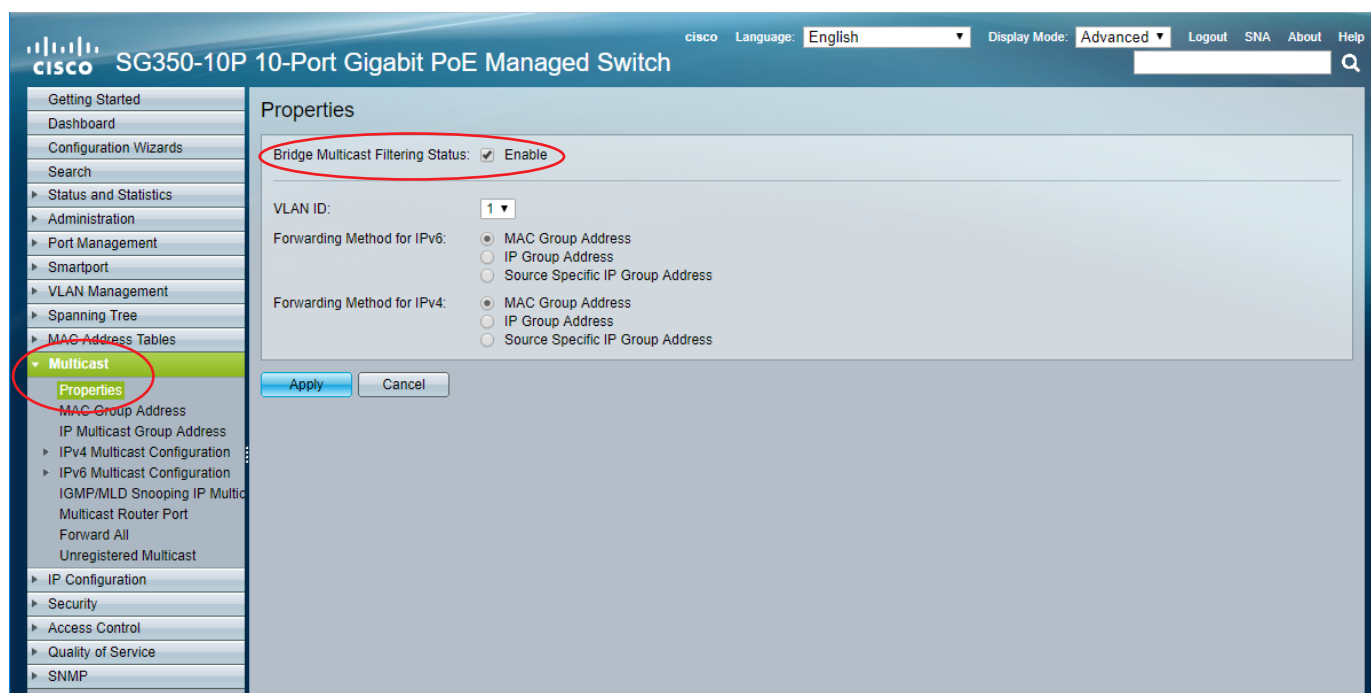 cisco Language: English Display Mode: Advanced Logout SNA About Help
CISCO SG350-10P 10-Port Gigabit PoE Managed Switch
Getting Started
Dashboard
Configuration Wizards
Search
Status and Statistics
Administration
Port Management
Smartport
VLAN Management
Spanning Tree
MAC Address Tables
Multicast
Properties
MAC Group Address
IP Multicast Group Address
IPv4 Multicast Configuration
IPv6 Multicast Configuration
IGMP/MLD Snooping IP Multic
Multicast Router Port
Forward All
Unregistered Multicast
IP Configuration
Security
Access Control
Quality of Service
SNMP
Properties
Bridge Multicast Filtering Status: Enable
VLAN ID: 1
Forwarding Method for IPv6: MAC Group Address
IP Group Address
Source Specific IP Group Address
Forwarding Method for IPv4: MAC Group Address
IP Group Address
Source Specific IP Group Address
Apply Cancel